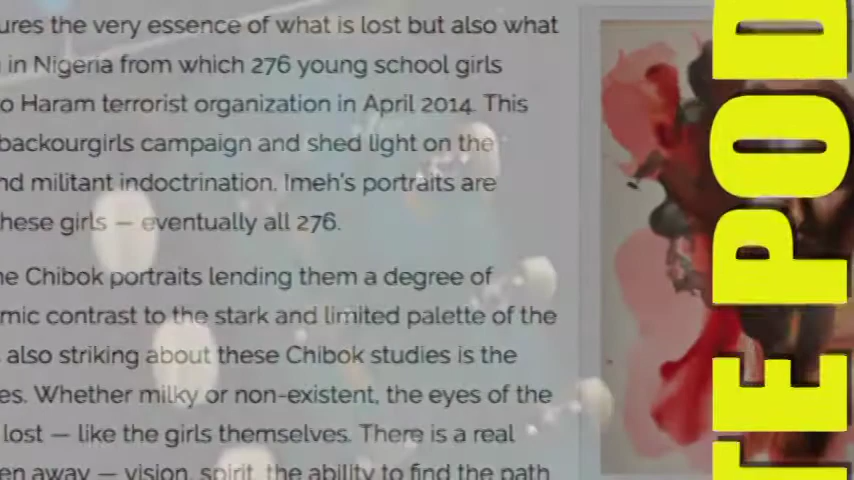 ures the very essence of what is lost but also what
in Nigeria from which 276 young school girls
o Haram terrorist organization in April 2014. This
backourgirls campaign and shed light on the
nd militant indoctrination. Imeh's portraits are
hese girls — eventually all 276.
he Chibok portraits lending them a degree of
mic contrast to the stark and limited palette of the
also striking about these Chibok studies is the
es. Whether milky or non-existent, the eyes of the
lost — like the girls themselves. There is a real
en away — vision, spirit, the ability to find the path
TE POD